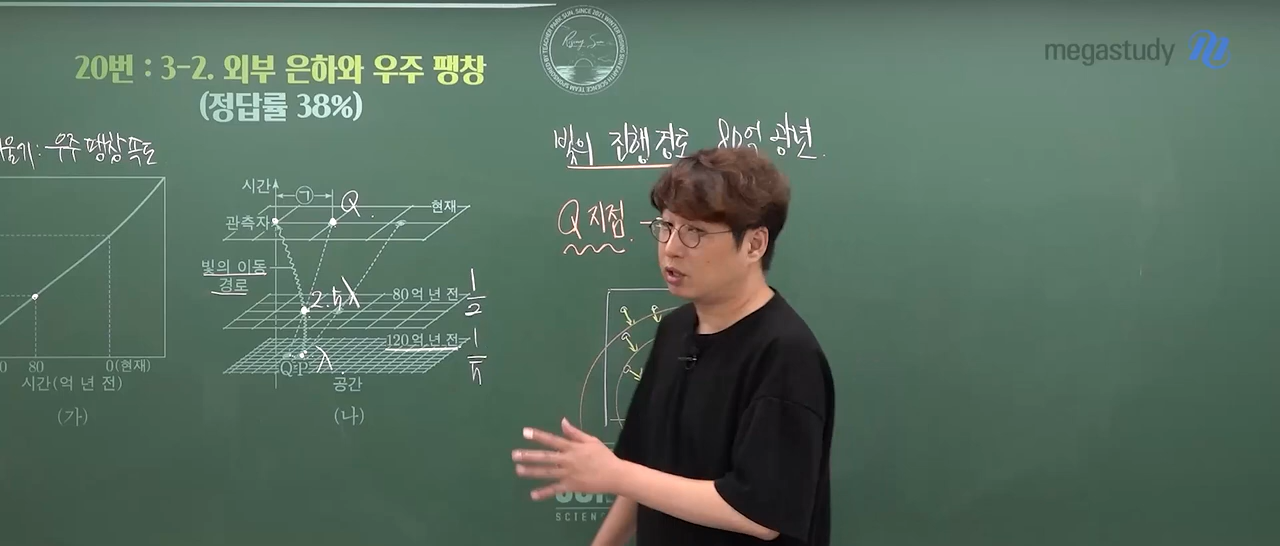 megastudy
20번 : 3-2. 외부 은하와 우주 팽창
(정답률 38%)
울기: 우주 팽창 속도
빛의 진행경로 80억 광년.
시간
㉠
Q.
현재
관측자
Q 지점
빛의 이동
경로
2.5λ
80억 년 전
1/2
120억 년 전
1/5
Q P
λ
공간
(나)
80
0(현재)
시간(억 년 전)
(가)
SCIENC